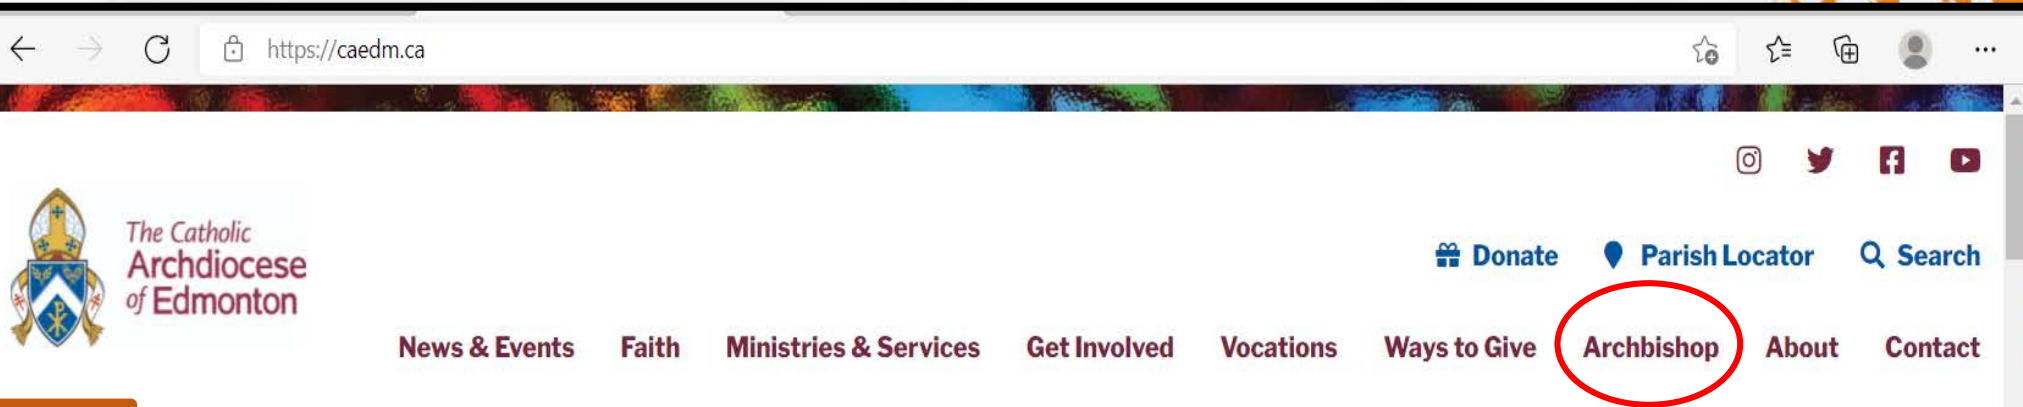 https://caedm.ca
The Catholic
Archdiocese
of Edmonton
Donate Parish Locator Search
News & Events Faith Ministries & Services Get Involved Vocations Ways to Give Archbishop About Contact